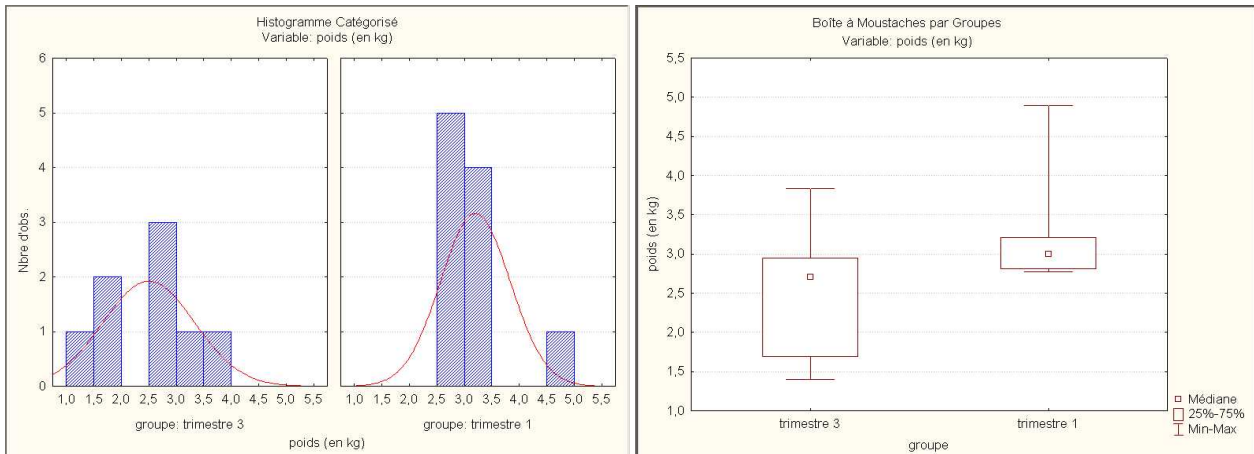 Histogramme Catégorisé
Variable: poids (en kg)
6
5
4
3
2
1
0
Nbre d'obs.
1,0 1,5 2,0 2,5 3,0 3,5 4,0 4,5 5,0 5,5
1,0 1,5 2,0 2,5 3,0 3,5 4,0 4,5 5,0 5,5
groupe: trimestre 3
groupe: trimestre 1
poids (en kg)
Boîte à Moustaches par Groupes
Variable: poids (en kg)
5,5
5,0
4,5
4,0
3,5
3,0
2,5
2,0
1,5
1,0
poids (en kg)
trimestre 3
trimestre 1
groupe
Médiane
25%-75%
Min-Max